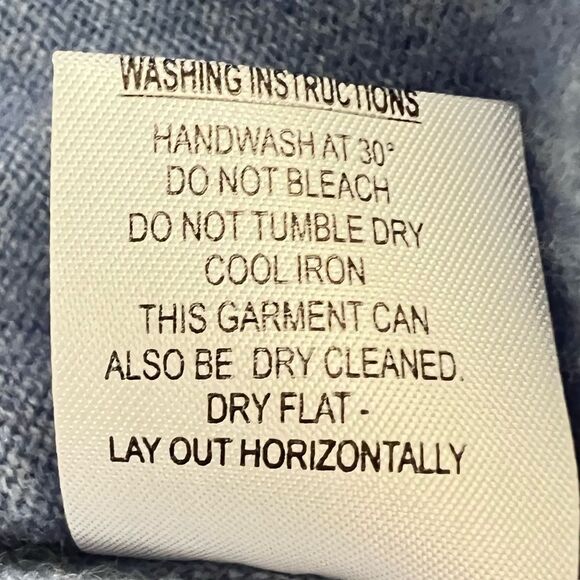 WASHING INSTRUCTIONS
HANDWASH AT 30°
DO NOT BLEACH
DO NOT TUMBLE DRY
COOL IRON
THIS GARMENT CAN
ALSO BE DRY CLEANED.
DRY FLAT -
LAY OUT HORIZONTALLY